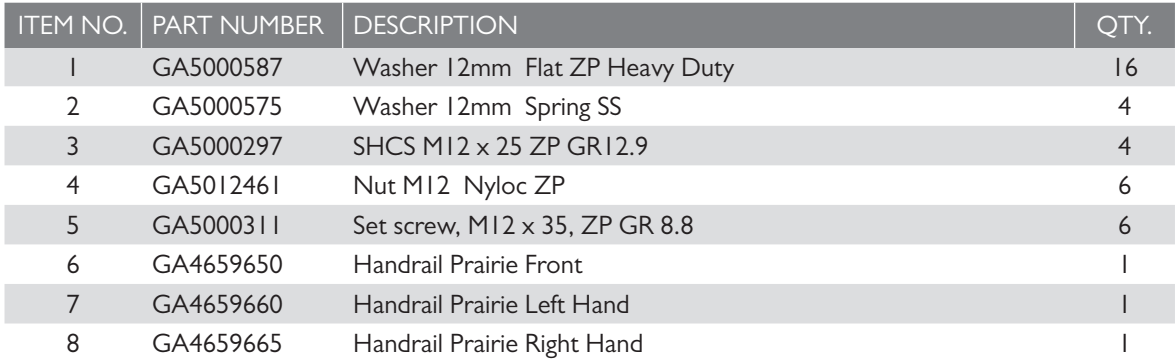 ITEM NO. PART NUMBER DESCRIPTION QTY.
1 GA5000587 Washer 12mm Flat ZP Heavy Duty 16
2 GA5000575 Washer 12mm Spring SS 4
3 GA5000297 SHCS M12 x 25 ZP GR12.9 4
4 GA5012461 Nut M12 Nyloc ZP 6
5 GA5000311 Set screw, M12 x 35, ZP GR 8.8 6
6 GA4659650 Handrail Prairie Front 1
7 GA4659660 Handrail Prairie Left Hand 1
8 GA4659665 Handrail Prairie Right Hand 1